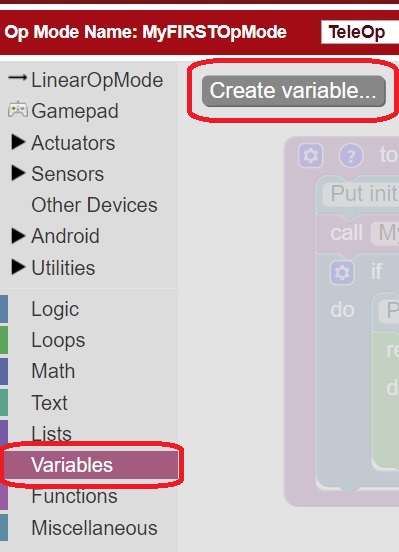 Op Mode Name: MyFIRSTOpMode TeleOp
LinearOpMode
Gamepad
Actuators
Sensors
Other Devices
Android
Utilities
Logic
Loops
Math
Text
Lists
Variables
Functions
Miscellaneous
Create variable...
? to
Put init
call My
if
do